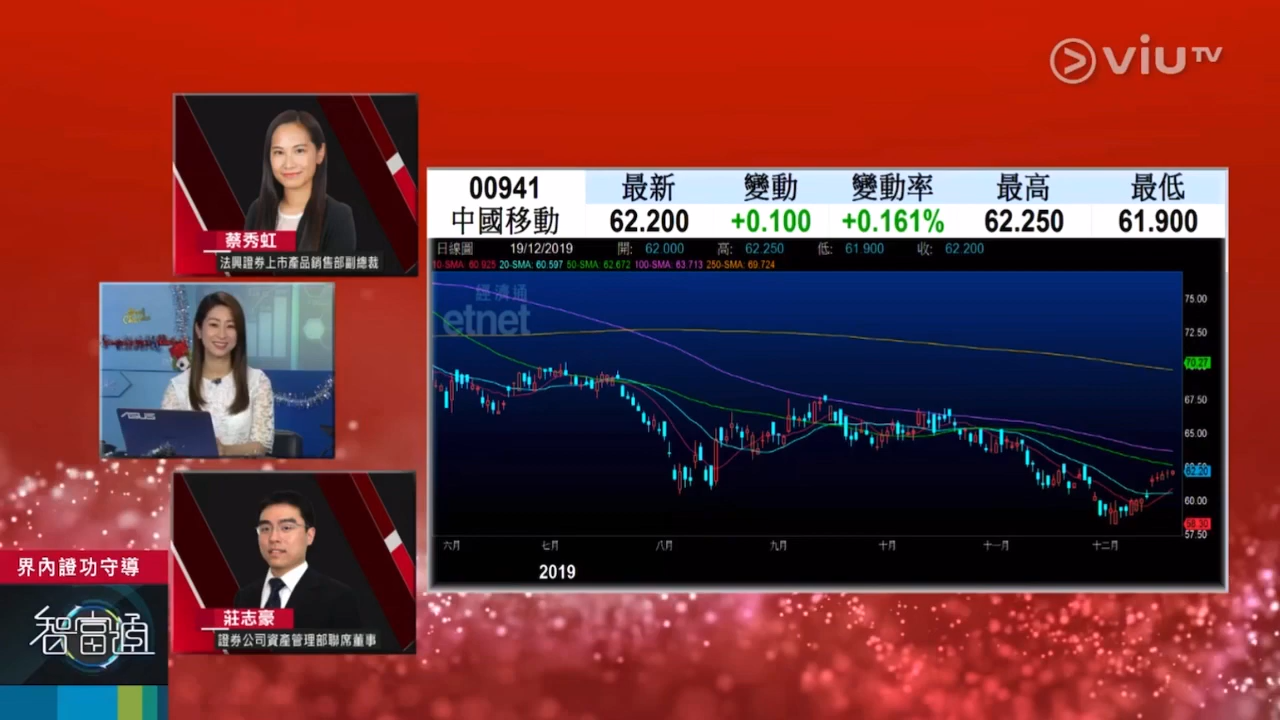 viuTV
蔡秀虹
法興證券上市產品銷售部副總裁
ASUS
莊志豪
證券公司資產管理部聯席董事
界內證功守導
智富通
00941 最新 變動 變動率 最高 最低
中國移動 62.200 +0.100 +0.161% 62.250 61.900
日線圖 19/12/2019 開: 62.000 高: 62.250 低: 61.900 收: 62.200
10-SMA: 60.925 20-SMA: 60.597 50-SMA: 62.672 100-SMA: 63.713 250-SMA: 69.724
經濟通
etnet
75.00
72.50
70.27
67.50
65.00
62.20
60.00
58.30
57.50
六月 七月 八月 九月 十月 十一月 十二月
2019